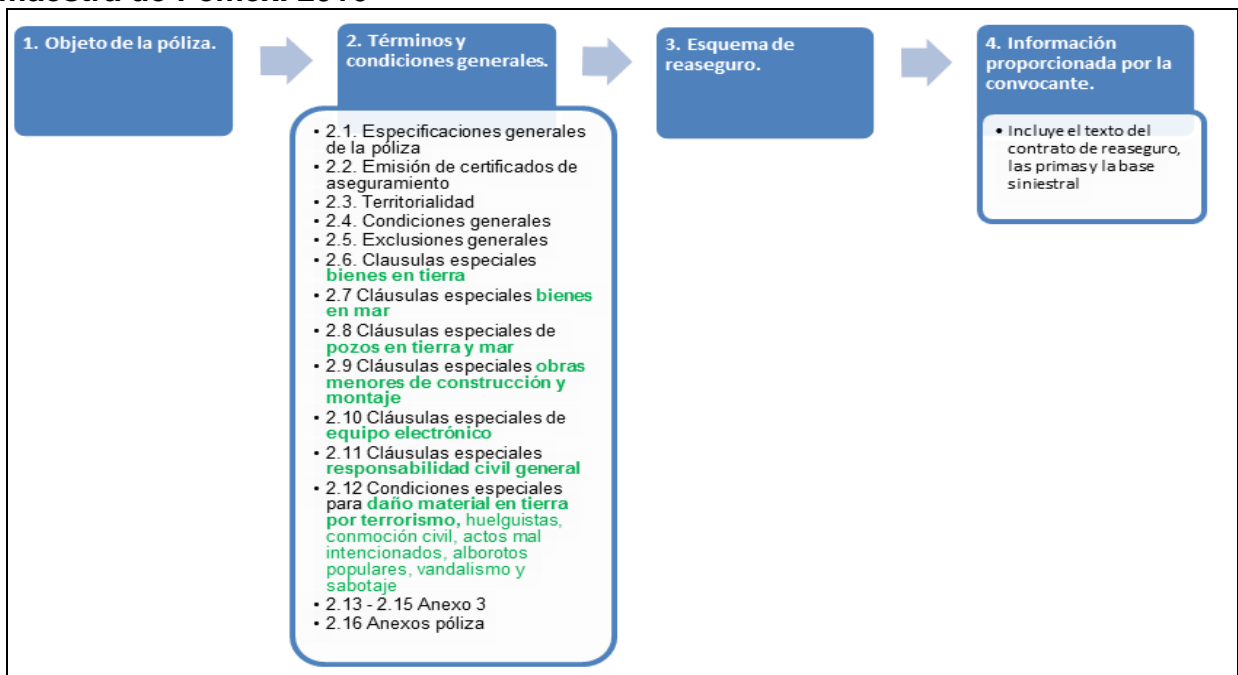 maestra de Pemex. 2016
1. Objeto de la póliza.
2. Términos y
condiciones generales.
• 2.1. Especificaciones generales
de la póliza
• 2.2. Emisión de certificados de
aseguramiento
• 2.3. Territorialidad
• 2.4. Condiciones generales
• 2.5. Exclusiones generales
• 2.6. Clausulas especiales
bienes en tierra
• 2.7 Cláusulas especiales bienes
en mar
• 2.8 Cláusulas especiales de
pozos en tierra y mar
• 2.9 Cláusulas especiales obras
menores de construcción y
montaje
• 2.10 Cláusulas especiales de
equipo electrónico
• 2.11 Cláusulas especiales
responsabilidad civil general
• 2.12 Condiciones especiales
para daño material en tierra
por terrorismo, huelguistas,
conmoción civil, actos mal
intencionados, alborotos
populares, vandalismo y
sabotaje
• 2.13 - 2.15 Anexo 3
• 2.16 Anexos póliza
3. Esquema de
reaseguro.
4. Información
proporcionada por la
convocante.
• Incluye el texto del
contrato de reaseguro,
las primas y la base
siniestral